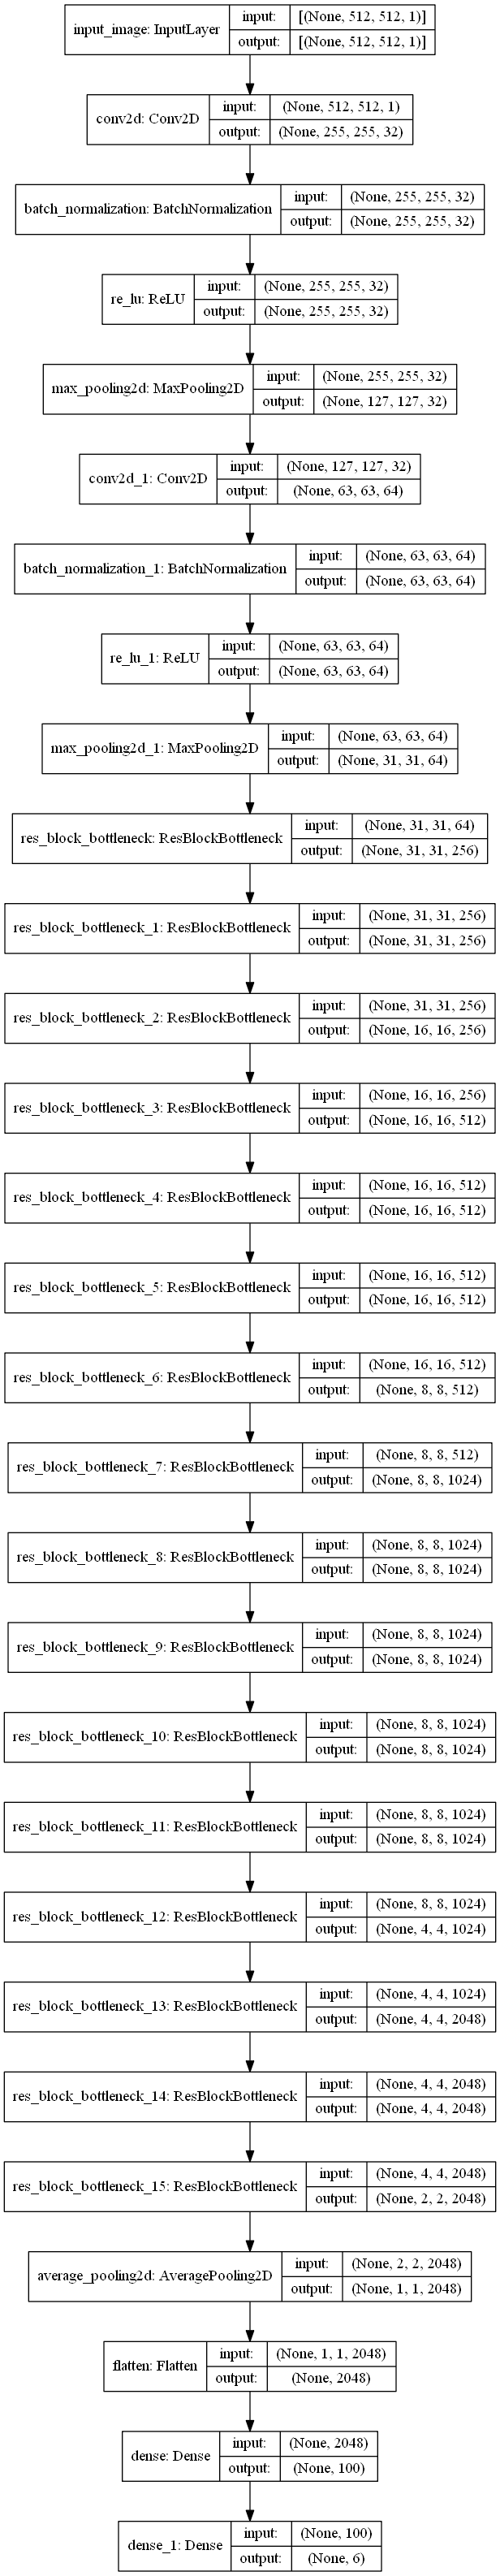 input_image: InputLayer
input: [(None, 512, 512, 1)]
output: [(None, 512, 512, 1)]
conv2d: Conv2D
input: (None, 512, 512, 1)
output: (None, 255, 255, 32)
batch_normalization: BatchNormalization
input: (None, 255, 255, 32)
output: (None, 255, 255, 32)
re_lu: ReLU
input: (None, 255, 255, 32)
output: (None, 255, 255, 32)
max_pooling2d: MaxPooling2D
input: (None, 255, 255, 32)
output: (None, 127, 127, 32)
conv2d_1: Conv2D
input: (None, 127, 127, 32)
output: (None, 63, 63, 64)
batch_normalization_1: BatchNormalization
input: (None, 63, 63, 64)
output: (None, 63, 63, 64)
re_lu_1: ReLU
input: (None, 63, 63, 64)
output: (None, 63, 63, 64)
max_pooling2d_1: MaxPooling2D
input: (None, 63, 63, 64)
output: (None, 31, 31, 64)
res_block_bottleneck: ResBlockBottleneck
input: (None, 31, 31, 64)
output: (None, 31, 31, 256)
res_block_bottleneck_1: ResBlockBottleneck
input: (None, 31, 31, 256)
output: (None, 31, 31, 256)
res_block_bottleneck_2: ResBlockBottleneck
input: (None, 31, 31, 256)
output: (None, 16, 16, 256)
res_block_bottleneck_3: ResBlockBottleneck
input: (None, 16, 16, 256)
output: (None, 16, 16, 512)
res_block_bottleneck_4: ResBlockBottleneck
input: (None, 16, 16, 512)
output: (None, 16, 16, 512)
res_block_bottleneck_5: ResBlockBottleneck
input: (None, 16, 16, 512)
output: (None, 16, 16, 512)
res_block_bottleneck_6: ResBlockBottleneck
input: (None, 16, 16, 512)
output: (None, 8, 8, 512)
res_block_bottleneck_7: ResBlockBottleneck
input: (None, 8, 8, 512)
output: (None, 8, 8, 1024)
res_block_bottleneck_8: ResBlockBottleneck
input: (None, 8, 8, 1024)
output: (None, 8, 8, 1024)
res_block_bottleneck_9: ResBlockBottleneck
input: (None, 8, 8, 1024)
output: (None, 8, 8, 1024)
res_block_bottleneck_10: ResBlockBottleneck
input: (None, 8, 8, 1024)
output: (None, 8, 8, 1024)
res_block_bottleneck_11: ResBlockBottleneck
input: (None, 8, 8, 1024)
output: (None, 8, 8, 1024)
res_block_bottleneck_12: ResBlockBottleneck
input: (None, 8, 8, 1024)
output: (None, 4, 4, 1024)
res_block_bottleneck_13: ResBlockBottleneck
input: (None, 4, 4, 1024)
output: (None, 4, 4, 2048)
res_block_bottleneck_14: ResBlockBottleneck
input: (None, 4, 4, 2048)
output: (None, 4, 4, 2048)
res_block_bottleneck_15: ResBlockBottleneck
input: (None, 4, 4, 2048)
output: (None, 2, 2, 2048)
average_pooling2d: AveragePooling2D
input: (None, 2, 2, 2048)
output: (None, 1, 1, 2048)
flatten: Flatten
input: (None, 1, 1, 2048)
output: (None, 2048)
dense: Dense
input: (None, 2048)
output: (None, 100)
dense_1: Dense
input: (None, 100)
output: (None, 6)